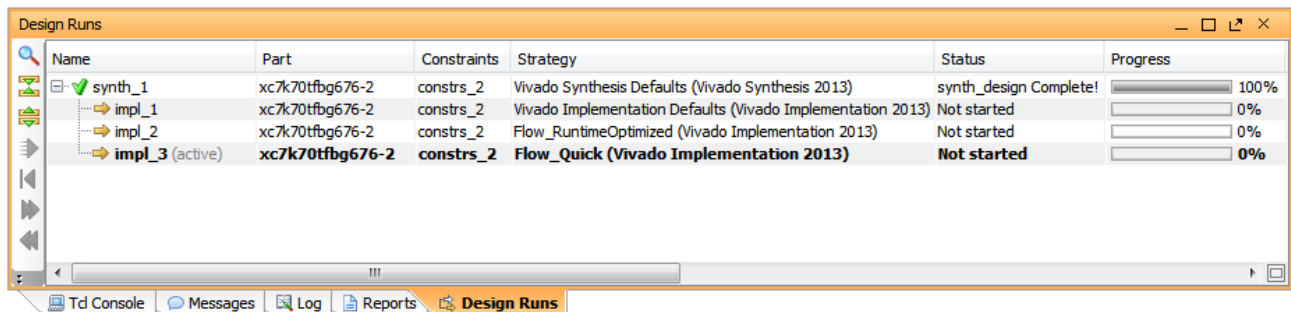 Design Runs
Name Part Constraints Strategy Status Progress
synth_1 xc7k70tfbg676-2 constrs_2 Vivado Synthesis Defaults (Vivado Synthesis 2013) synth_design Complete! 100%
impl_1 xc7k70tfbg676-2 constrs_2 Vivado Implementation Defaults (Vivado Implementation 2013) Not started 0%
impl_2 xc7k70tfbg676-2 constrs_2 Flow_RuntimeOptimized (Vivado Implementation 2013) Not started 0%
impl_3 (active) xc7k70tfbg676-2 constrs_2 Flow_Quick (Vivado Implementation 2013) Not started 0%
Tcl Console Messages Log Reports Design Runs